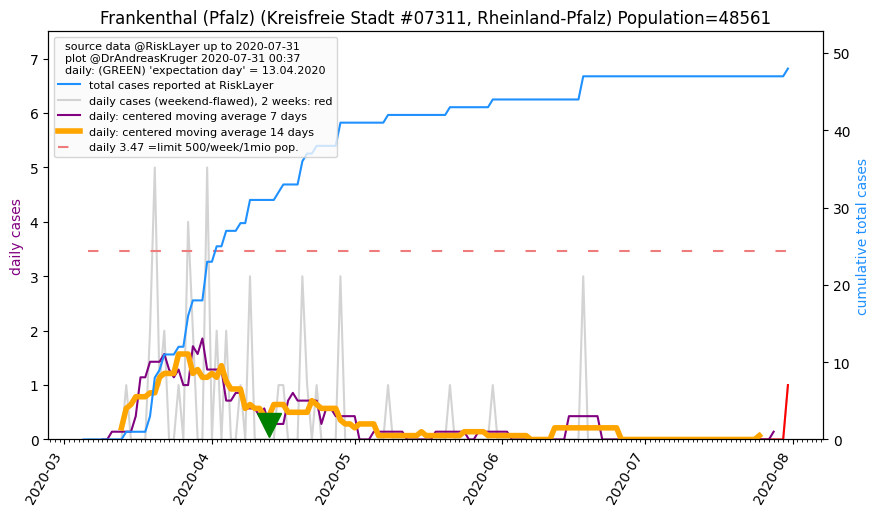 Frankenthal (Pfalz) (Kreisfreie Stadt #07311, Rheinland-Pfalz) Population=48561
source data @RiskLayer up to 2020-07-31
plot @DrAndreasKruger 2020-07-31 00:37
daily: (GREEN) 'expectation day' = 13.04.2020
total cases reported at RiskLayer
daily cases (weekend-flawed), 2 weeks: red
daily: centered moving average 7 days
daily: centered moving average 14 days
daily 3.47 =limit 500/week/1mio pop.
daily cases
7
6
5
4
3
2
1
0
cumulative total cases
50
40
30
20
10
0
2020-03
2020-04
2020-05
2020-06
2020-07
2020-08